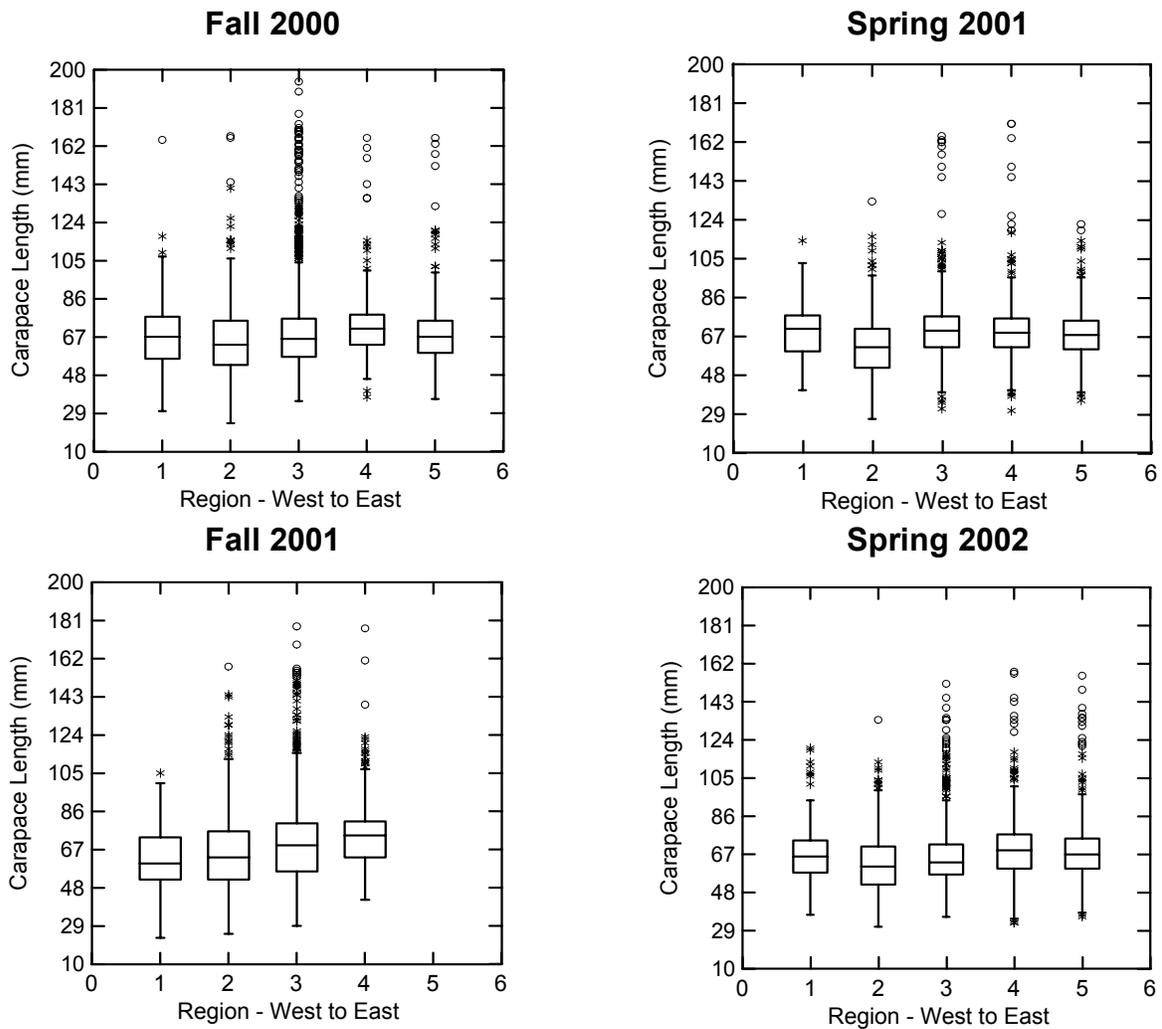 Fall 2000
Carapace Length (mm)
200
181
162
143
124
105
86
67
48
29
10
0 1 2 3 4 5 6
Region - West to East
Spring 2001
Carapace Length (mm)
200
181
162
143
124
105
86
67
48
29
10
0 1 2 3 4 5 6
Region - West to East
Fall 2001
Carapace Length (mm)
200
181
162
143
124
105
86
67
48
29
10
0 1 2 3 4 5 6
Region - West to East
Spring 2002
Carapace Length (mm)
200
181
162
143
124
105
86
67
48
29
10
0 1 2 3 4 5 6
Region - West to East